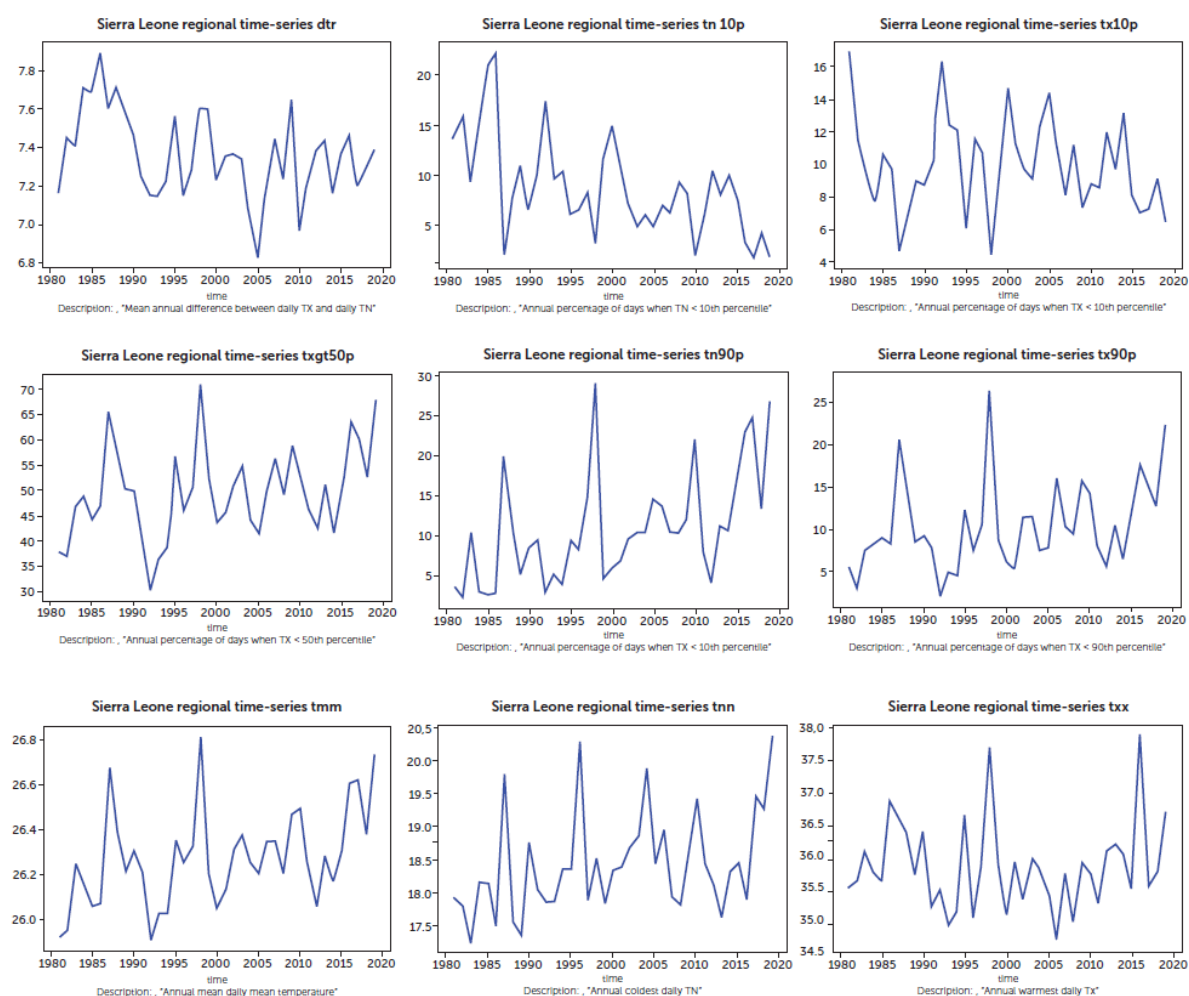 Sierra Leone regional time-series dtr
7.8
7.6
7.4
7.2
7.0
6.8
1980 1985 1990 1995 2000 2005 2010 2015 2020
time
Description: , "Mean annual difference between daily TX and daily TN"
Sierra Leone regional time-series tn 10p
20
15
10
5
1980 1985 1990 1995 2000 2005 2010 2015 2020
time
Description: , "Annual percentage of days when TN < 10th percentile"
Sierra Leone regional time-series tx10p
16
14
12
10
8
6
4
1980 1985 1990 1995 2000 2005 2010 2015 2020
time
Description: , "Annual percentage of days when TX < 10th percentile"
Sierra Leone regional time-series txgt50p
70
65
60
55
50
45
40
35
30
1980 1985 1990 1995 2000 2005 2010 2015 2020
time
Description: , "Annual percentage of days when TX < 50th percentile"
Sierra Leone regional time-series tn90p
30
25
20
15
10
5
1980 1985 1990 1995 2000 2005 2010 2015 2020
time
Description: , "Annual percentage of days when TX < 10th percentile"
Sierra Leone regional time-series tx90p
25
20
15
10
5
1980 1985 1990 1995 2000 2005 2010 2015 2020
time
Description: , "Annual percentage of days when TX < 90th percentile"
Sierra Leone regional time-series tmm
26.8
26.6
26.4
26.2
26.0
1980 1985 1990 1995 2000 2005 2010 2015 2020
time
Description: , "Annual mean daily mean temperature"
Sierra Leone regional time-series tnn
20.5
20.0
19.5
19.0
18.5
18.0
17.5
1980 1985 1990 1995 2000 2005 2010 2015 2020
time
Description: , "Annual coldest daily TN"
Sierra Leone regional time-series txx
38.0
37.5
37.0
36.5
36.0
35.5
35.0
34.5
1980 1985 1990 1995 2000 2005 2010 2015 2020
time
Description: , "Annual warmest daily Tx"